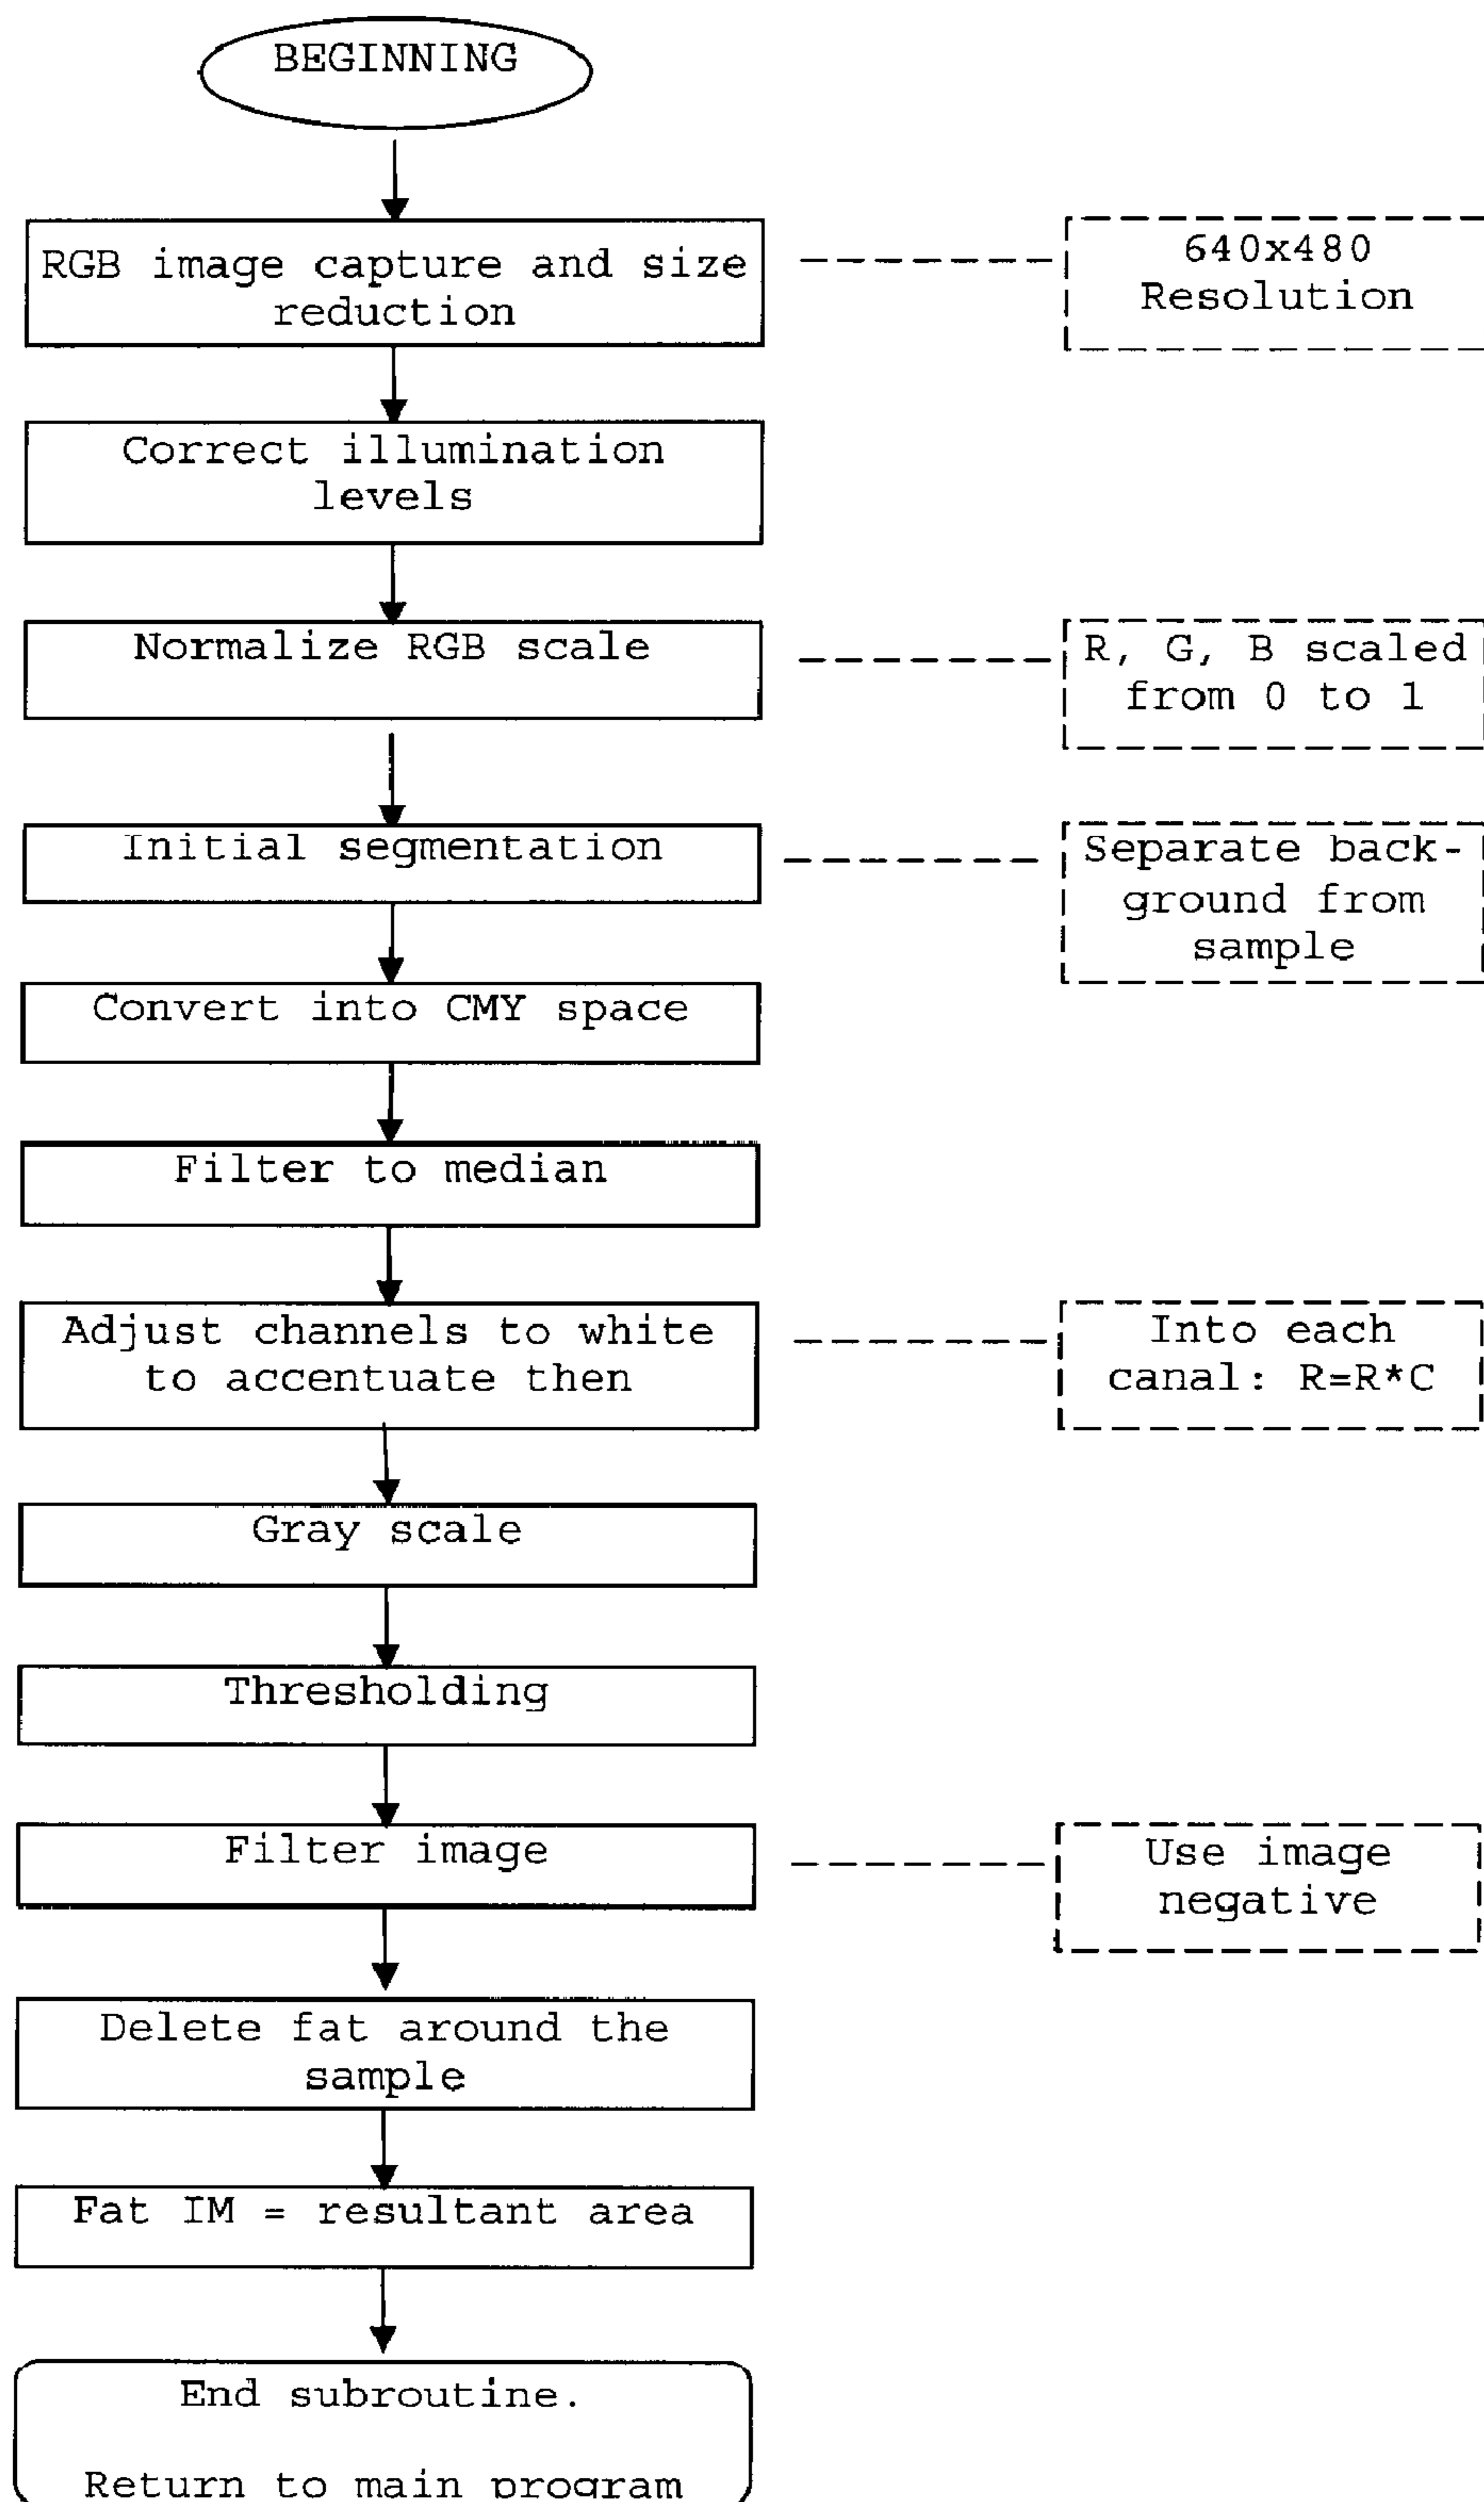 BEGINNING
RGB image capture and size
reduction
640x480
Resolution
Correct illumination
levels
Normalize RGB scale
R, G, B scaled
from 0 to 1
Initial segmentation
Separate back-
ground from
sample
Convert into CMY space
Filter to median
Adjust channels to white
to accentuate then
Into each
canal: R=R*C
Gray scale
Thresholding
Filter image
Use image
negative
Delete fat around the
sample
Fat IM = resultant area
End subroutine.
Return to main program